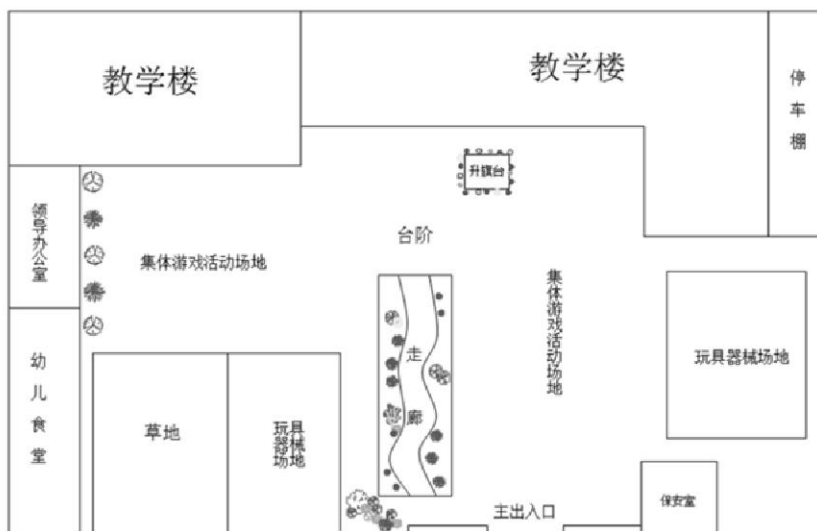 教学楼
教学楼
停车棚
升旗台
领导办公室
台阶
集体游戏活动场地
集体游戏活动场地
幼儿食堂
走廊
玩具器械场地
草地
玩具
器械
场地
保安室
主出入口